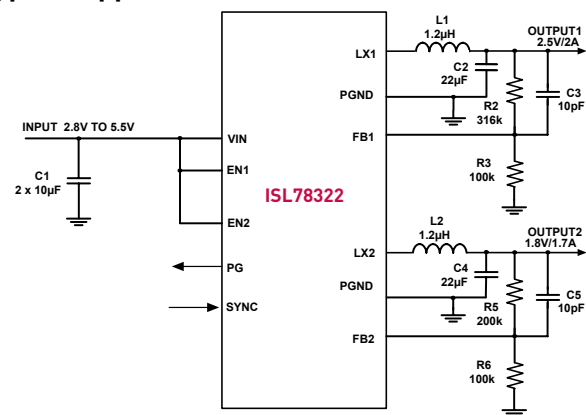 L1
1.2µH
OUTPUT1
2.5V/2A
LX1
C2
22µF
C3
10pF
PGND
R2
316k
INPUT 2.8V TO 5.5V
VIN
FB1
C1
2 x 10µF
EN1
R3
100k
ISL78322
EN2
L2
1.2µH
OUTPUT2
1.8V/1.7A
LX2
PG
C4
22µF
PGND
C5
10pF
R5
200k
SYNC
FB2
R6
100k